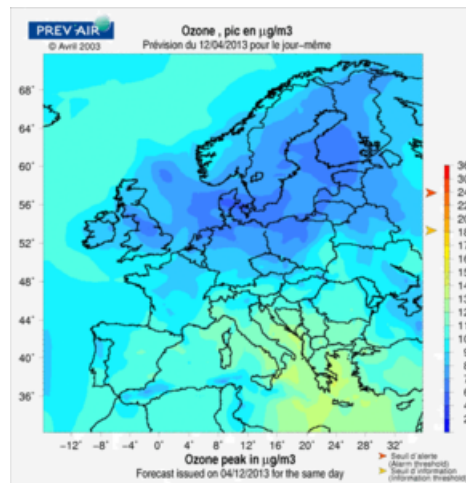 PREV'AIR
© Avril 2003
Ozone , pic en µg/m3
Prévision du 12/04/2013 pour le jour-même
68˚
64˚
60˚
56˚
52˚
48˚
44˚
40˚
36˚
-12˚ -8˚ -4˚ 0˚ 4˚ 8˚ 12˚ 16˚ 20˚ 24˚ 28˚ 32˚
Ozone peak in µg/m3
Forecast issued on 04/12/2013 for the same day
Seuil d'alerte
(Alarm threshold)
Seuil d'information
(Information threshold)